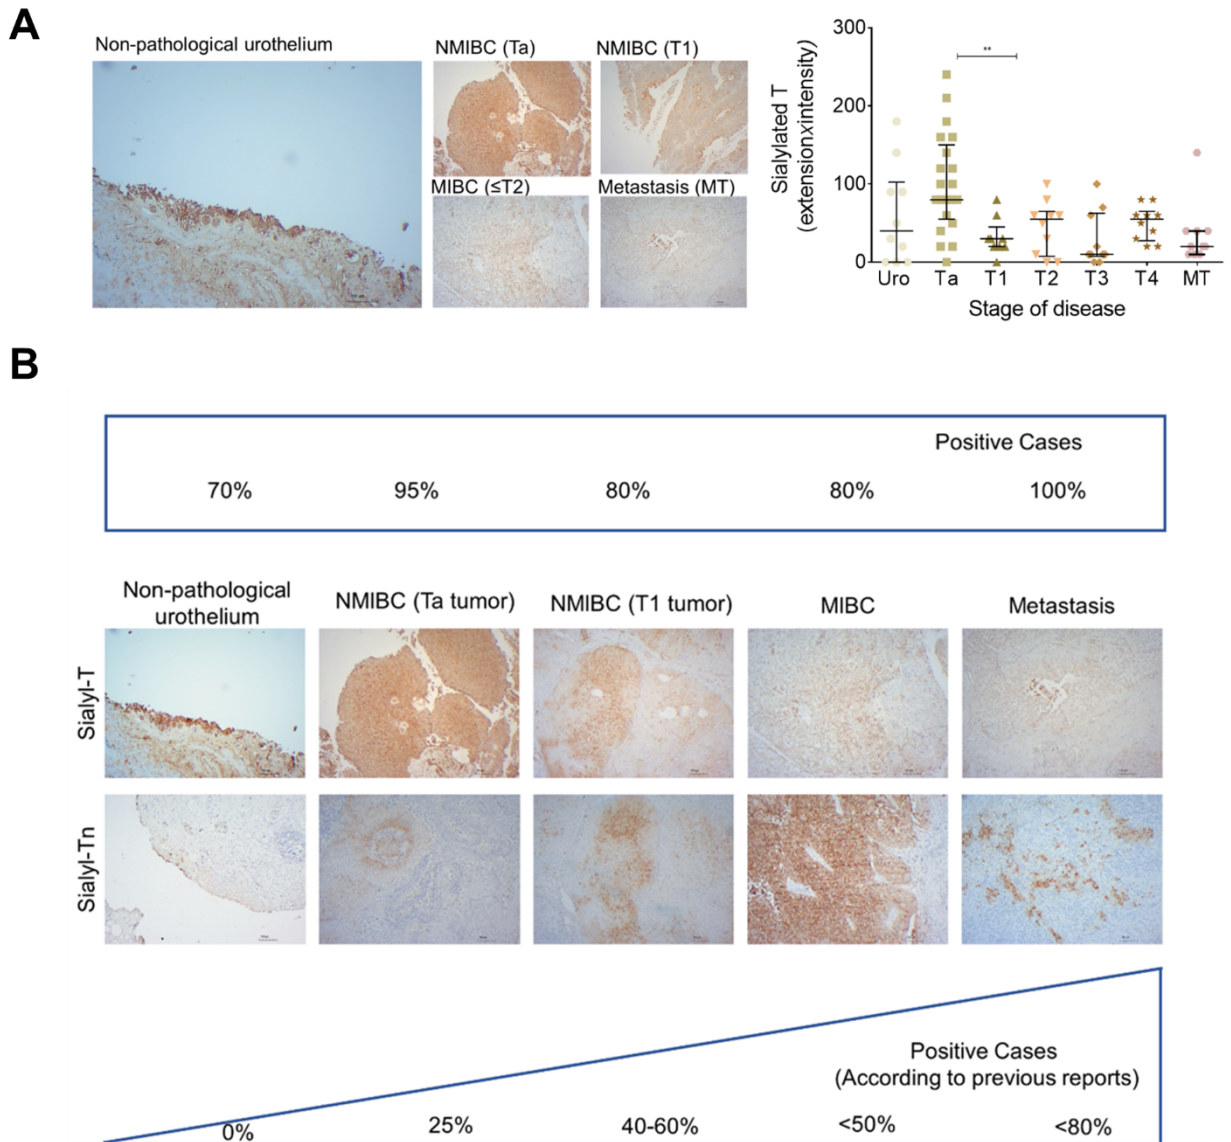 A
Non-pathological urothelium
NMIBC (Ta)
NMIBC (T1)
MIBC (≤T2)
Metastasis (MT)
Sialylated T
(extensionxintensity)
300
200
100
0
**
Uro Ta T1 T2 T3 T4 MT
Stage of disease
B
Positive Cases
70% 95% 80% 80% 100%
Non-pathological
urothelium
NMIBC (Ta tumor)
NMIBC (T1 tumor)
MIBC
Metastasis
Sialyl-T
Sialyl-Tn
Positive Cases
(According to previous reports)
0% 25% 40-60% <50% <80%